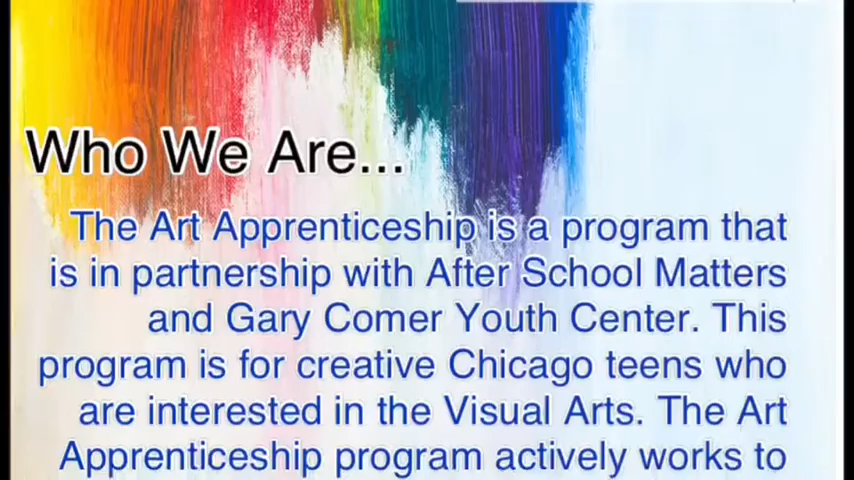 Who We Are...
The Art Apprenticeship is a program that
is in partnership with After School Matters
and Gary Comer Youth Center. This
program is for creative Chicago teens who
are interested in the Visual Arts. The Art
Apprenticeship program actively works to